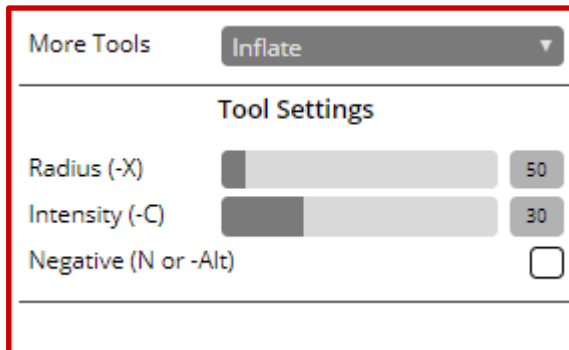 More Tools Inflate
Tool Settings
Radius (-X) 50
Intensity (-C) 30
Negative (N or -Alt)